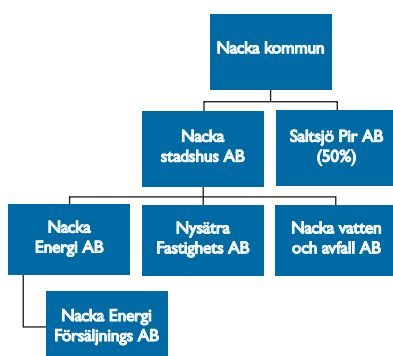 Nacka kommun
Nacka
stadshus AB
Saltsjö Pir AB
(50%)
Nacka
Energi AB
Nysätra
Fastighets AB
Nacka vatten
och avfall AB
Nacka Energi
Försäljnings AB